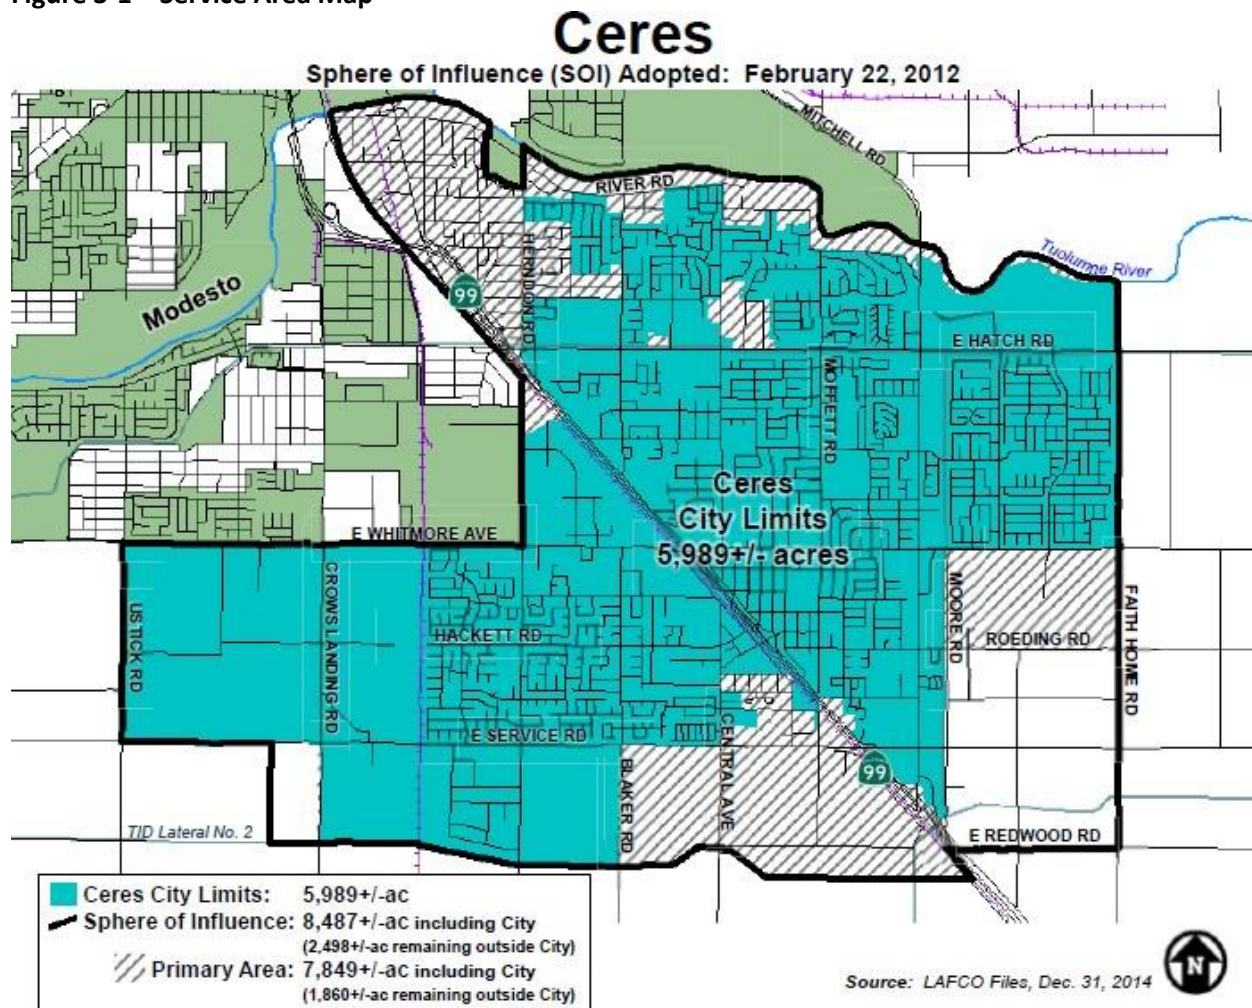 Figure 3-1 – Service Area Map
Ceres
Sphere of Influence (SOI) Adopted: February 22, 2012
MITCHELL RD
RIVER RD
Tuolumne River
Modesto
HERNDON RD
99
E HATCH RD
MOFFETT RD
Ceres
City Limits
5,989+/- acres
E WHITMORE AVE
USTICK RD
CROWS LANDING RD
HACKETT RD
MOORE RD
ROEDING RD
FAITH HOME RD
E SERVICE RD
BLAKER RD
CENTRAL AVE
99
TID Lateral No. 2
E REDWOOD RD
Ceres City Limits: 5,989+/-ac
Sphere of Influence: 8,487+/-ac including City
(2,498+/-ac remaining outside City)
Primary Area: 7,849+/-ac including City
(1,860+/-ac remaining outside City)
Source: LAFCO Files, Dec. 31, 2014
N